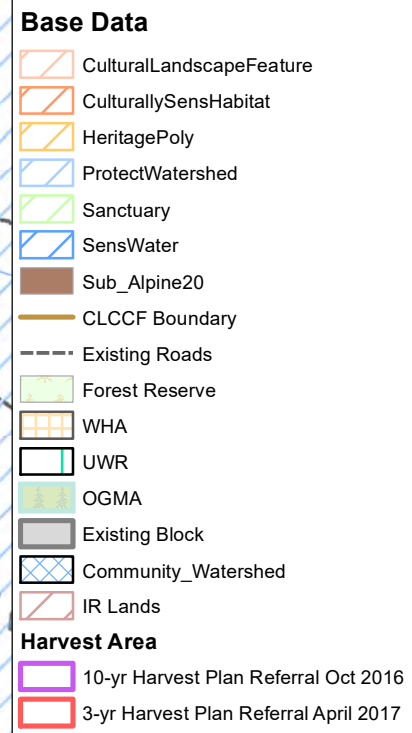 Base Data
CulturalLandscapeFeature
CulturallySensHabitat
HeritagePoly
ProtectWatershed
Sanctuary
SensWater
Sub_Alpine20
CLCCF Boundary
Existing Roads
Forest Reserve
WHA
UWR
OGMA
Existing Block
Community_Watershed
IR Lands
Harvest Area
10-yr Harvest Plan Referral Oct 2016
3-yr Harvest Plan Referral April 2017